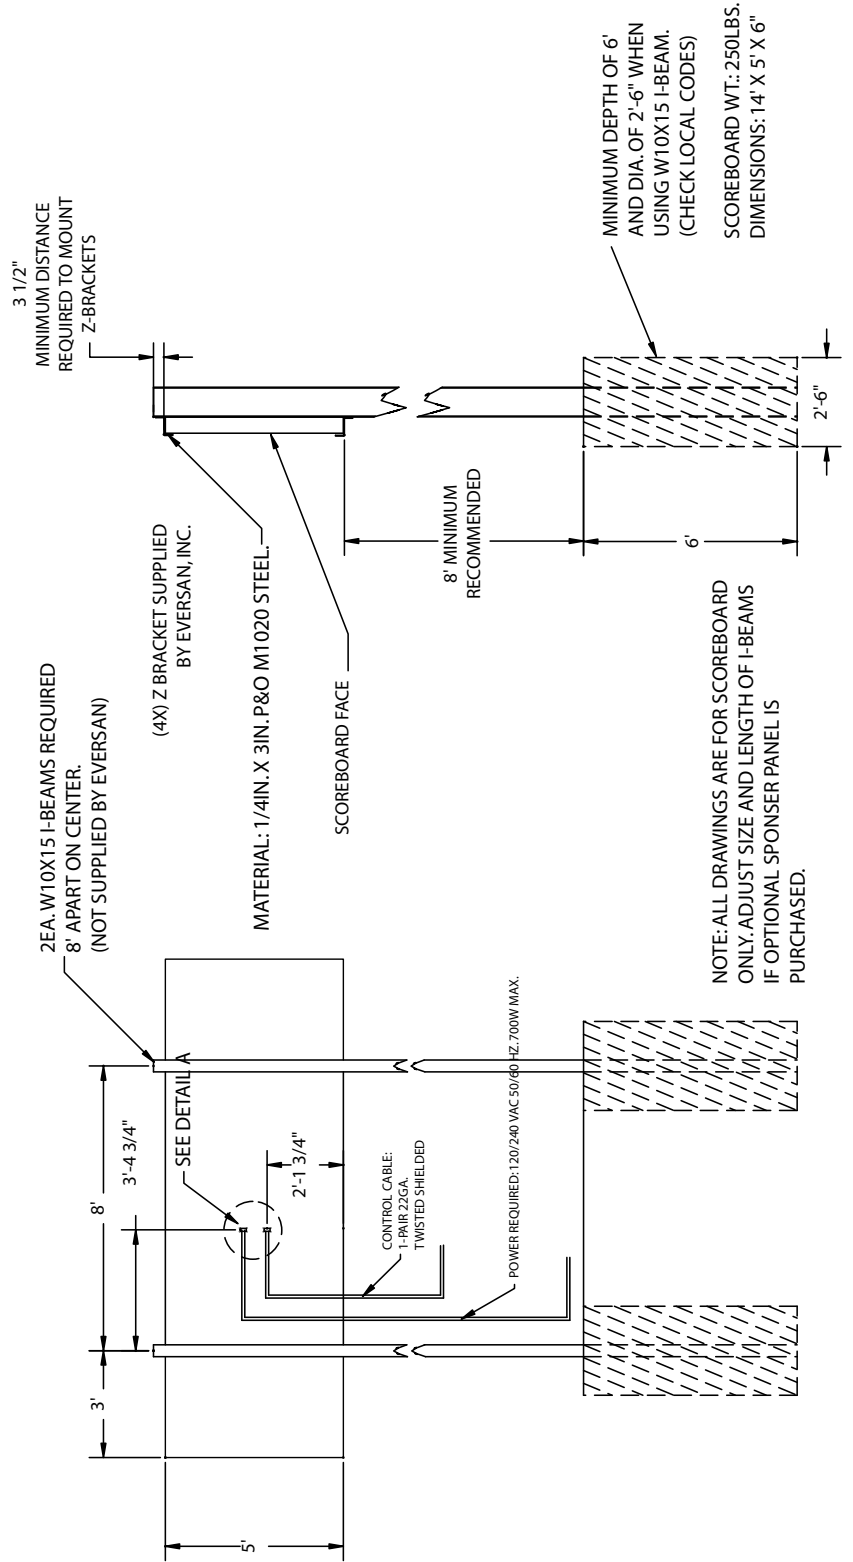 2EA. W10X15 I-BEAMS REQUIRED
8' APART ON CENTER.
(NOT SUPPLIED BY EVERSAN)
3 1/2"
MINIMUM DISTANCE
REQUIRED TO MOUNT
Z-BRACKETS
3'
8'
3'-4 3/4"
SEE DETAIL A
2'-1 3/4"
5'
CONTROL CABLE:
1-PAIR 22GA.
TWISTED SHIELDED
POWER REQUIRED: 120/240 VAC 50/60 HZ. 700W MAX.
(4X) Z BRACKET SUPPLIED
BY EVERSAN, INC.
MATERIAL: 1/4IN. X 3IN. P&O M1020 STEEL.
SCOREBOARD FACE
8' MINIMUM
RECOMMENDED
6'
2'-6"
MINIMUM DEPTH OF 6'
AND DIA. OF 2'-6" WHEN
USING W10X15 I-BEAM.
(CHECK LOCAL CODES)
SCOREBOARD WT.: 250LBS.
DIMENSIONS: 14' X 5' X 6"
NOTE: ALL DRAWINGS ARE FOR SCOREBOARD
ONLY. ADJUST SIZE AND LENGTH OF I-BEAMS
IF OPTIONAL SPONSER PANEL IS
PURCHASED.